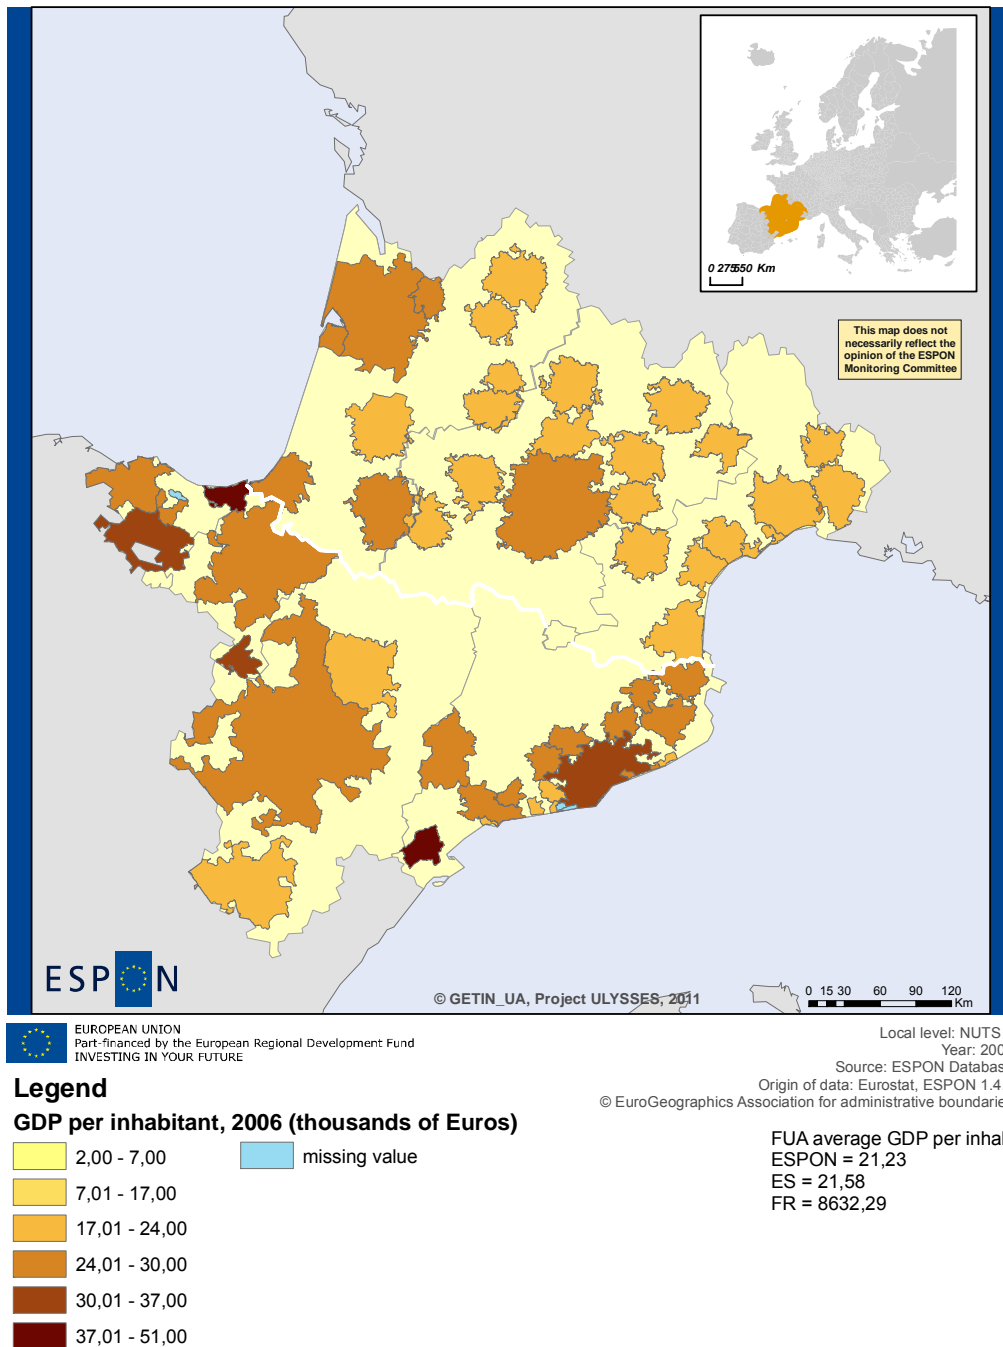 0 275550 Km
This map does not
necessarily reflect the
opinion of the ESPON
Monitoring Committee
ESPON
© GETIN_UA, Project ULYSSES, 2011
0 15 30 60 90 120
Km
EUROPEAN UNION
Part-financed by the European Regional Development Fund
INVESTING IN YOUR FUTURE
Local level: NUTS
Year: 200
Source: ESPON Databas
Origin of data: Eurostat, ESPON 1.4
© EuroGeographics Association for administrative boundarie
Legend
GDP per inhabitant, 2006 (thousands of Euros)
2,00 - 7,00
7,01 - 17,00
17,01 - 24,00
24,01 - 30,00
30,01 - 37,00
37,01 - 51,00
missing value
FUA average GDP per inhal
ESPON = 21,23
ES = 21,58
FR = 8632,29